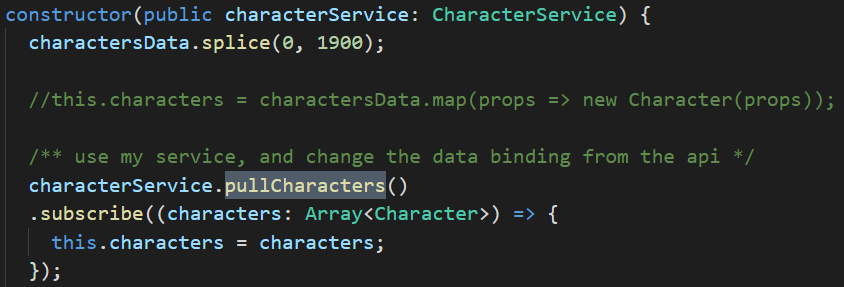 constructor(public characterService: CharacterService) {
charactersData.splice(0, 1900);
//this.characters = charactersData.map(props => new Character(props));
/** use my service, and change the data binding from the api */
characterService.pullCharacters()
.subscribe((characters: Array<Character>) => {
this.characters = characters;
});